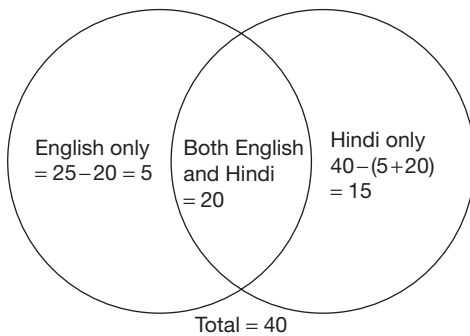 English only
= 25−20 = 5
Both English
and Hindi
= 20
Hindi only
40−(5+20)
= 15
Total = 40